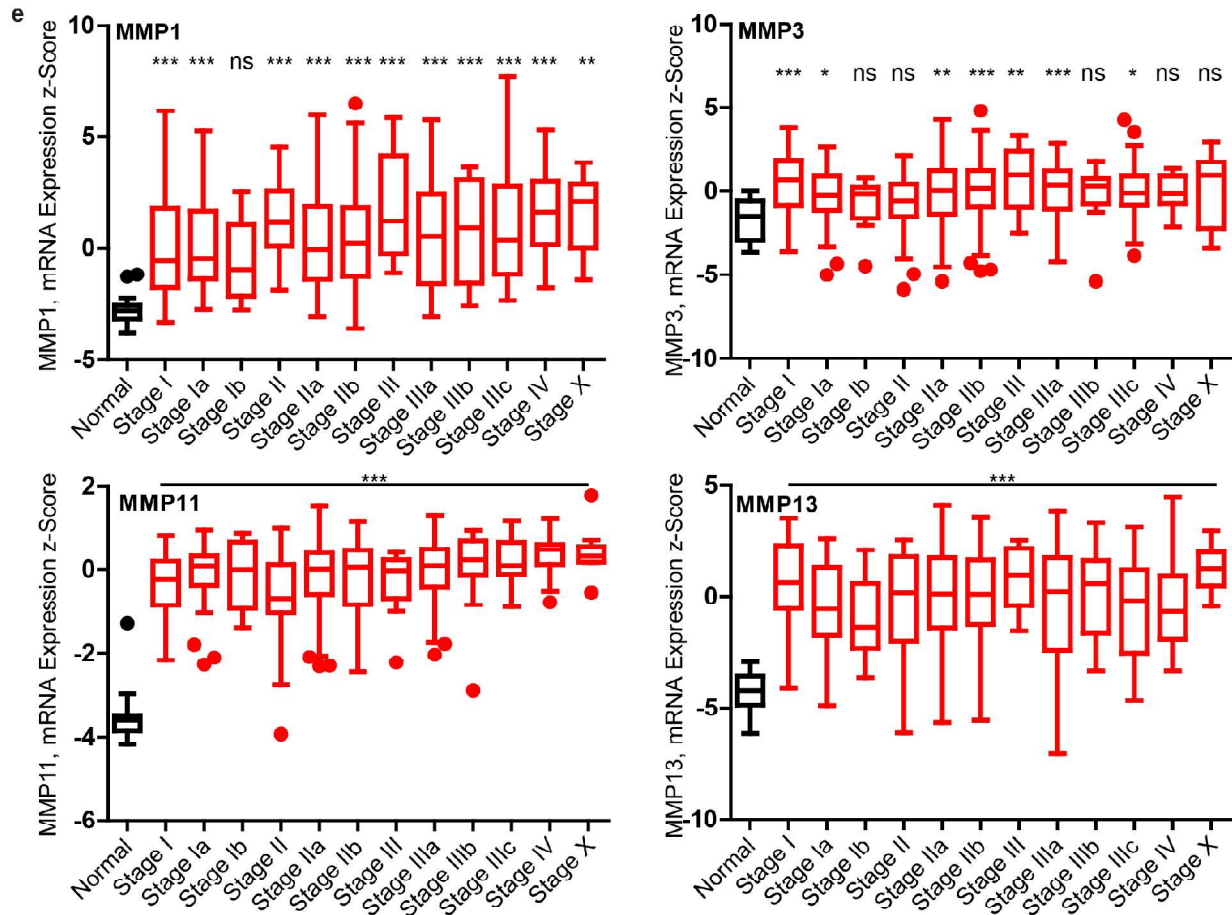 e
MMP1
MMP1, mRNA Expression z-Score
10
5
0
-5
*** *** ns *** *** *** *** *** *** *** *** **
Normal Stage I Stage Ia Stage Ib Stage II Stage IIa Stage IIb Stage III Stage IIIa Stage IIIb Stage IIIc Stage IV Stage X
MMP3
MMP3, mRNA Expression z-Score
10
5
0
-5
-10
*** * ns ns ** *** ** *** ns * ns ns
Normal Stage I Stage Ia Stage Ib Stage II Stage IIa Stage IIb Stage III Stage IIIa Stage IIIb Stage IIIc Stage IV Stage X
MMP11
MMP11, mRNA Expression z-Score
2
0
-2
-4
-6
***
Normal Stage I Stage Ia Stage Ib Stage II Stage IIa Stage IIb Stage III Stage IIIa Stage IIIb Stage IIIc Stage IV Stage X
MMP13
MMP13, mRNA Expression z-Score
5
0
-5
-10
***
Normal Stage I Stage Ia Stage Ib Stage II Stage IIa Stage IIb Stage III Stage IIIa Stage IIIb Stage IIIc Stage IV Stage X